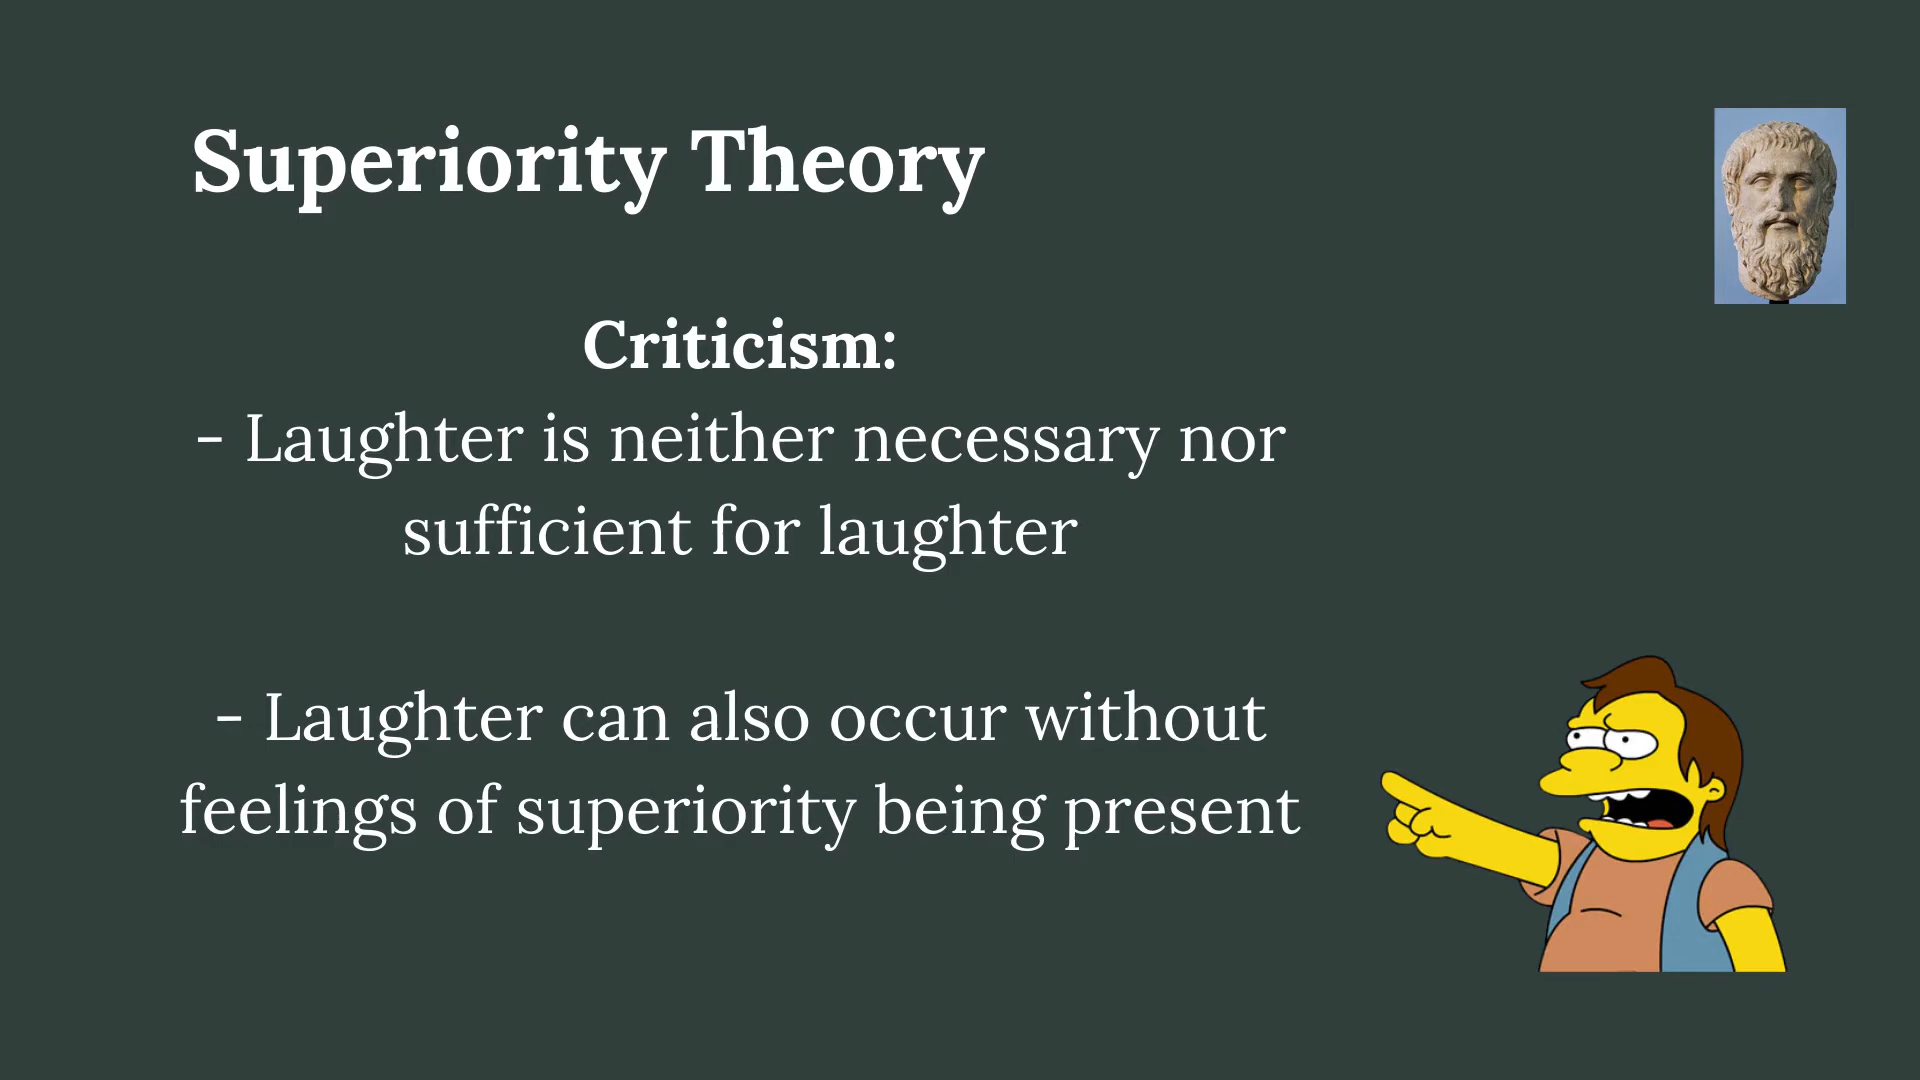 Superiority Theory
Criticism:
- Laughter is neither necessary nor
sufficient for laughter
- Laughter can also occur without
feelings of superiority being present